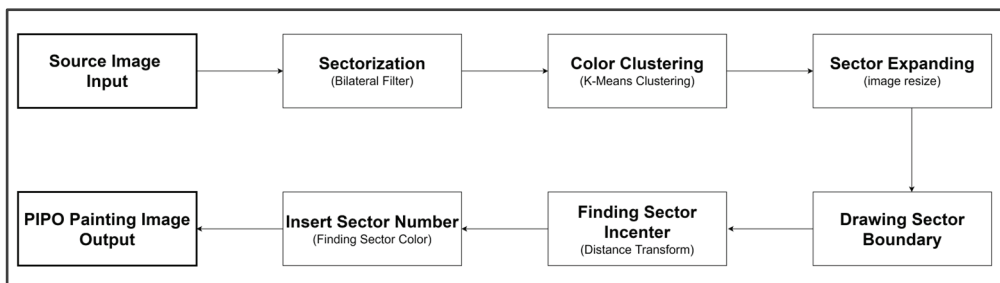 Source Image
Input
Sectorization
(Bilateral Filter)
Color Clustering
(K-Means Clustering)
Sector Expanding
(image resize)
PIPO Painting Image
Output
Insert Sector Number
(Finding Sector Color)
Finding Sector
Incenter
(Distance Transform)
Drawing Sector
Boundary